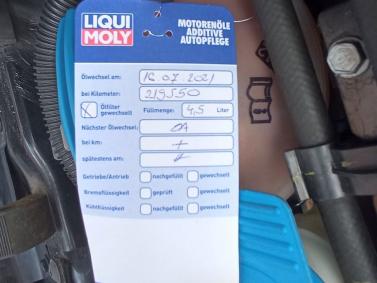 LIQUI
MOLY
MOTORENÖLE
ADDITIVE
AUTOPFLEGE
Ölwechsel am: 16.07.2021
bei Kilometer: 219550
Ölfilter gewechselt Füllmenge: 4,5 Liter
Nächster Ölwechsel:
bei km:
spätestens am:
Getriebe/Antrieb nachgefüllt gewechselt
Bremsflüssigkeit geprüft gewechselt
Kühlflüssigkeit nachgefüllt gewechselt